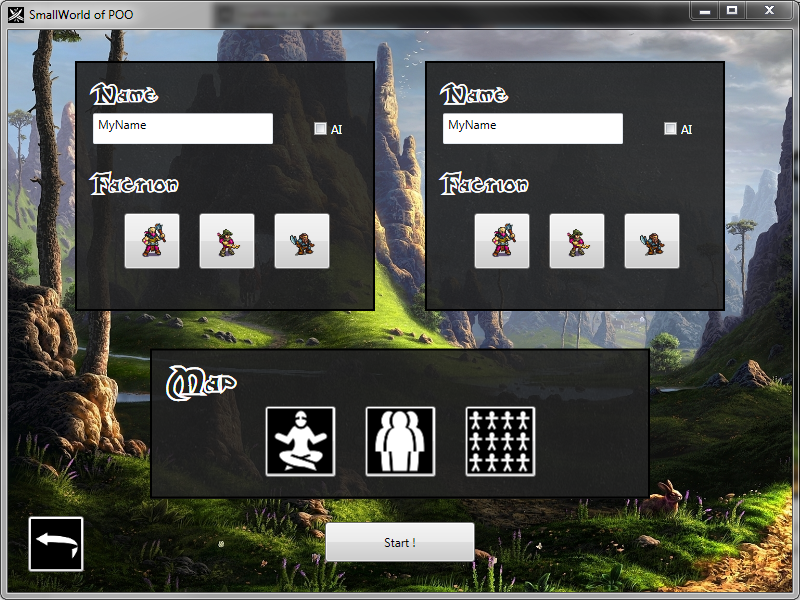 SmallWorld of POO
Name
MyName
AI
Faction
Name
MyName
AI
Faction
Map
Start !